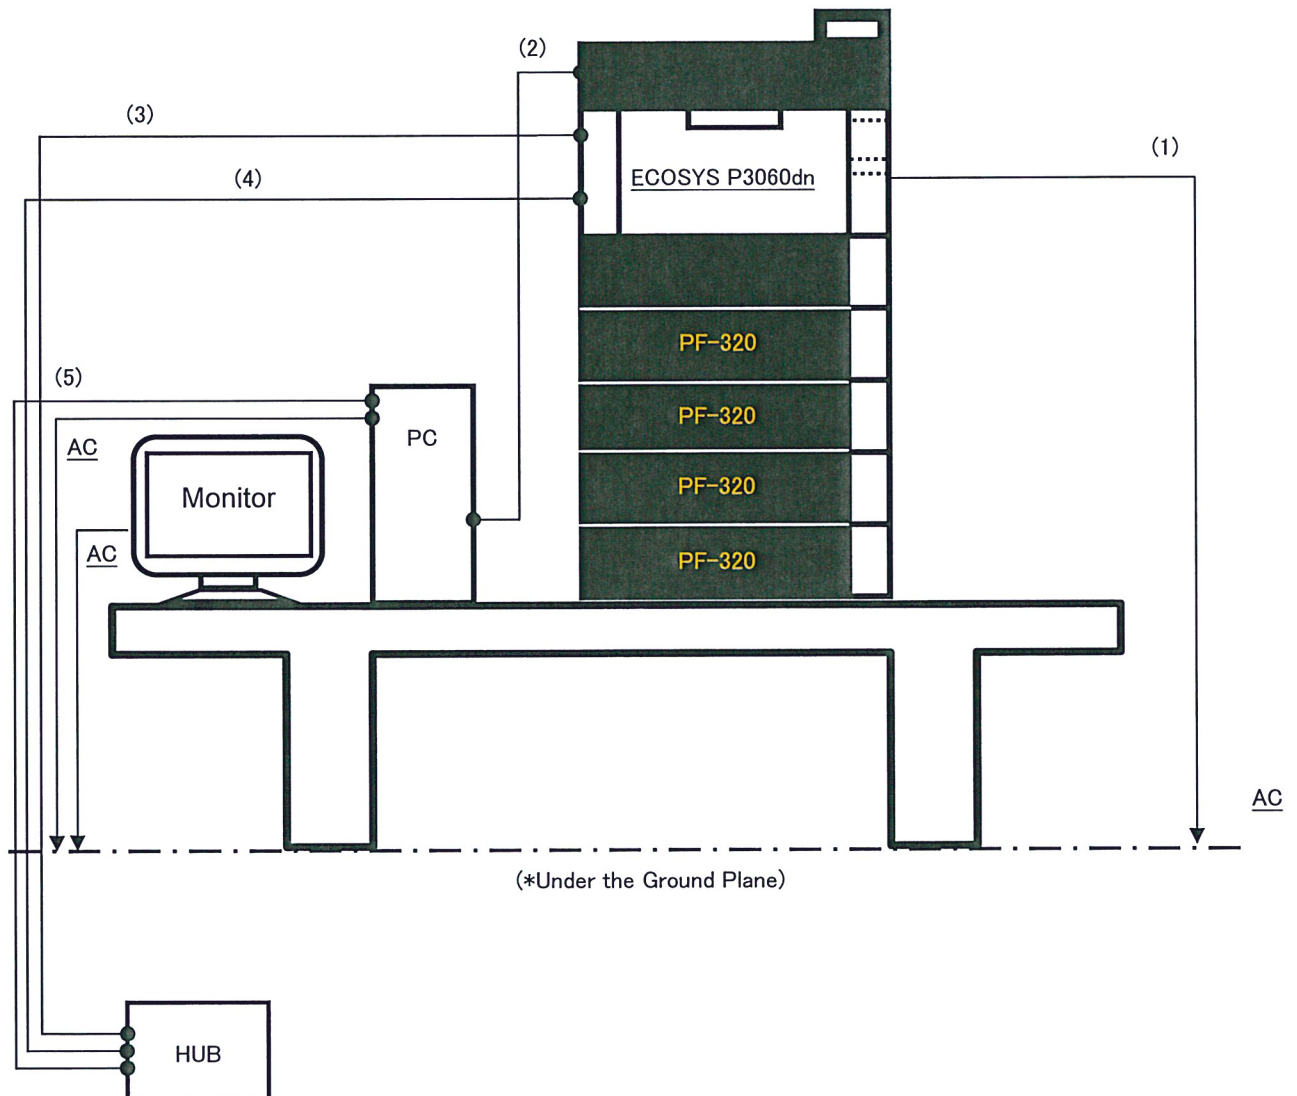 (2)
(3)
(1)
(4)
ECOSYS P3060dn
PF-320
(5)
PF-320
PC
AC
PF-320
Monitor
AC
PF-320
AC
(*Under the Ground Plane)
HUB